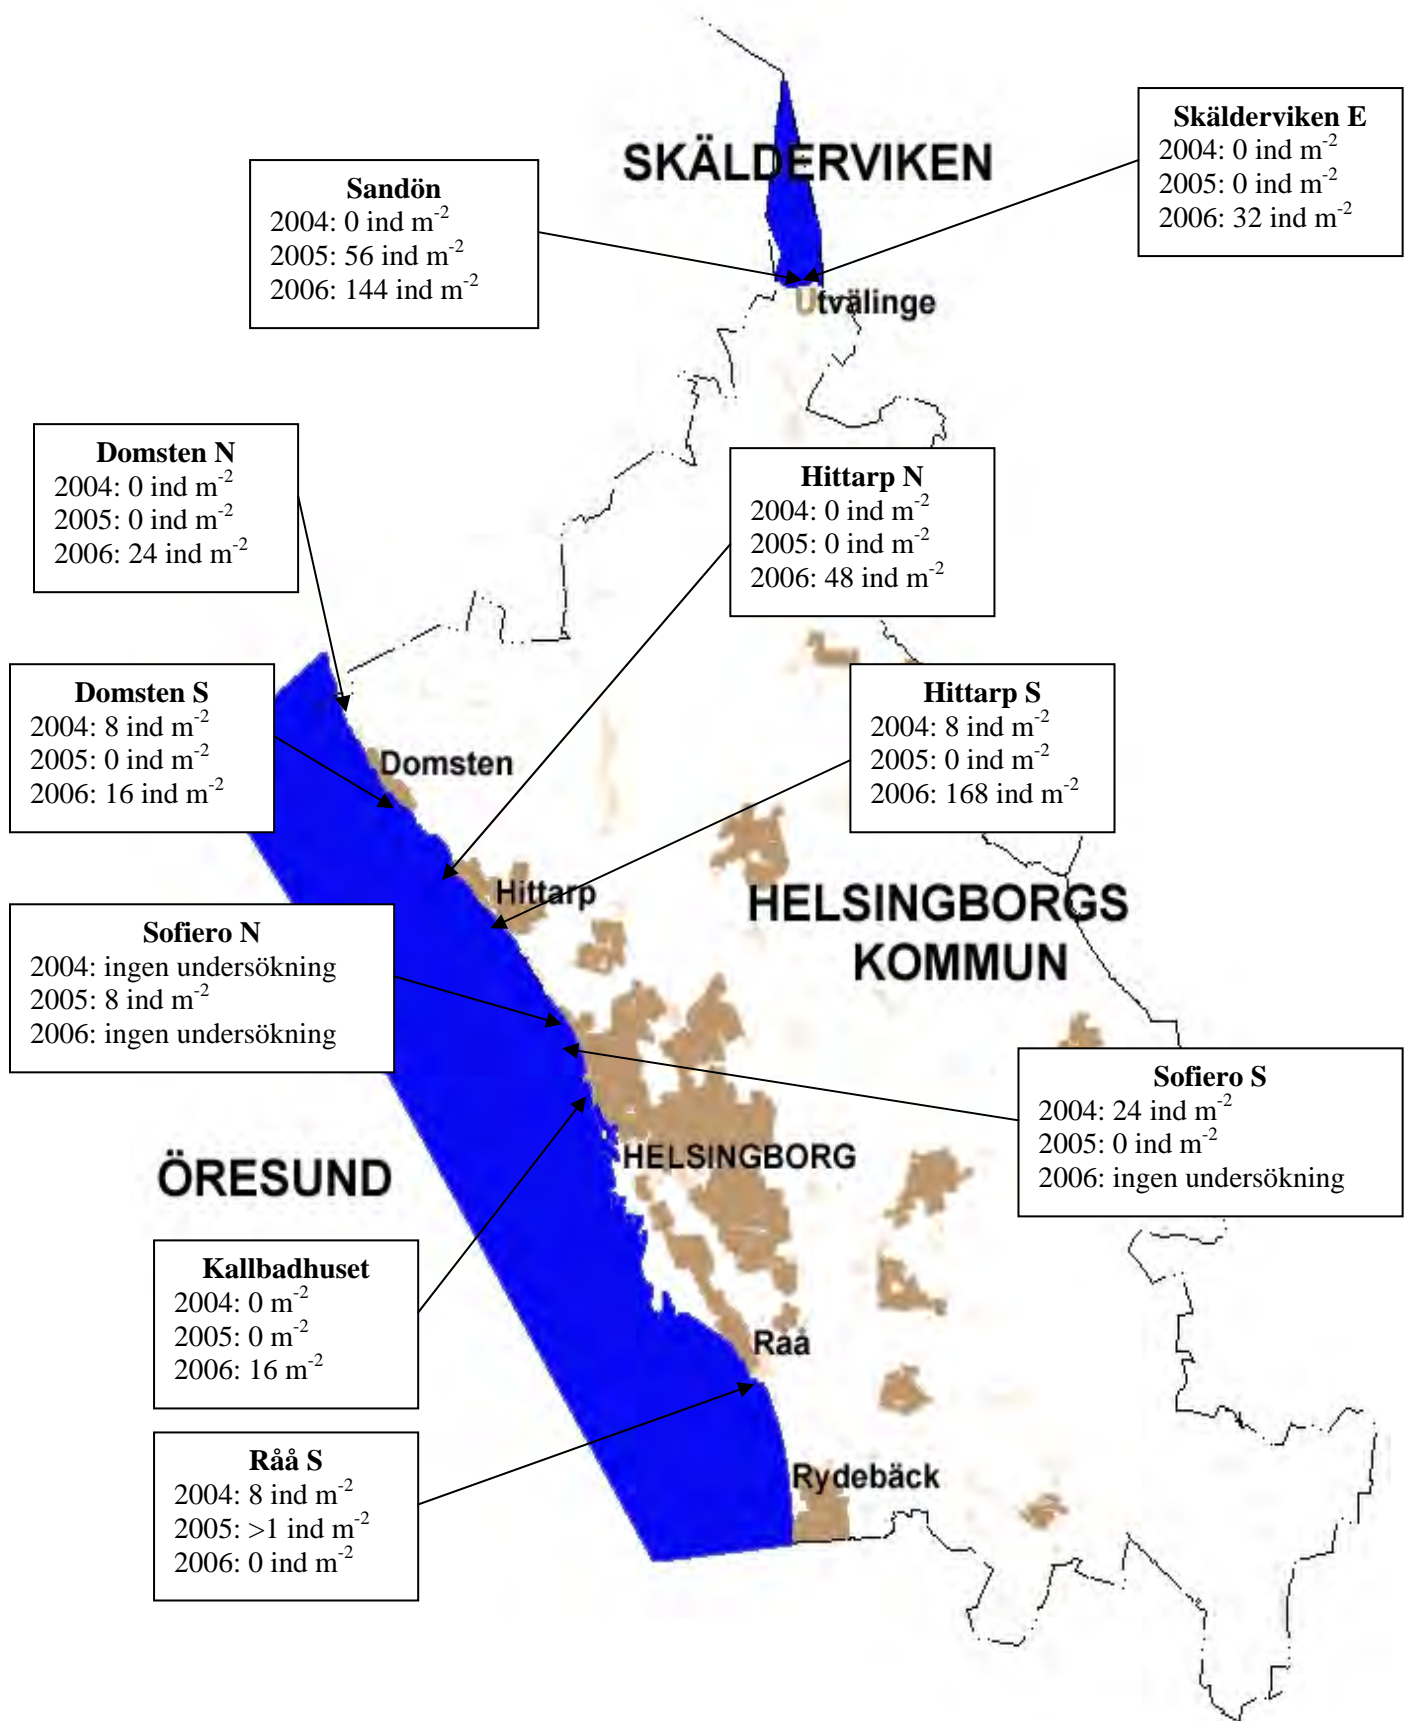 SKÄLDERVIKEN
Skälderviken E
2004: 0 ind m⁻²
2005: 0 ind m⁻²
2006: 32 ind m⁻²
Sandön
2004: 0 ind m⁻²
2005: 56 ind m⁻²
2006: 144 ind m⁻²
Utvälinge
Domsten N
2004: 0 ind m⁻²
2005: 0 ind m⁻²
2006: 24 ind m⁻²
Hittarp N
2004: 0 ind m⁻²
2005: 0 ind m⁻²
2006: 48 ind m⁻²
Domsten S
2004: 8 ind m⁻²
2005: 0 ind m⁻²
2006: 16 ind m⁻²
Domsten
Hittarp S
2004: 8 ind m⁻²
2005: 0 ind m⁻²
2006: 168 ind m⁻²
Hittarp
HELSINGBORGS
KOMMUN
Sofiero N
2004: ingen undersökning
2005: 8 ind m⁻²
2006: ingen undersökning
Sofiero S
2004: 24 ind m⁻²
2005: 0 ind m⁻²
2006: ingen undersökning
ÖRESUND
HELSINGBORG
Kallbadhuset
2004: 0 m⁻²
2005: 0 m⁻²
2006: 16 m⁻²
Råå
Råå S
2004: 8 ind m⁻²
2005: >1 ind m⁻²
2006: 0 ind m⁻²
Rydebäck